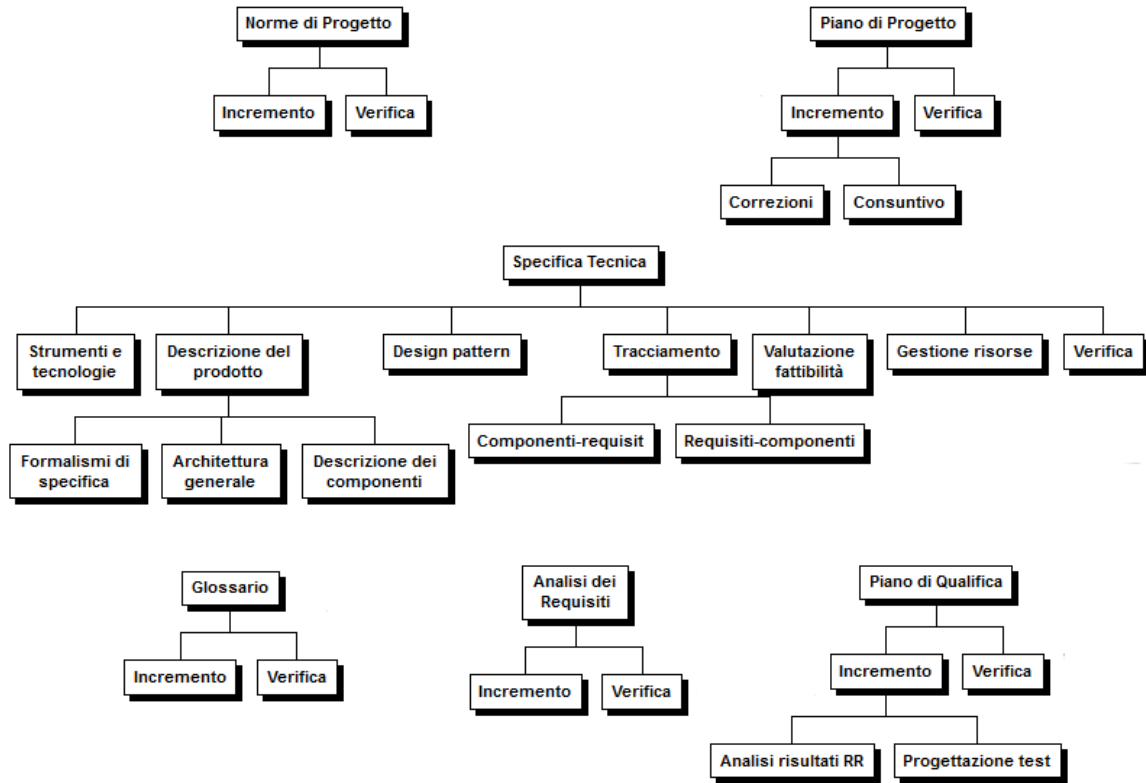 Norme di Progetto
Piano di Progetto
Incremento
Verifica
Incremento
Verifica
Correzioni
Consuntivo
Specifica Tecnica
Strumenti e
tecnologie
Descrizione del
prodotto
Design pattern
Tracciamento
Valutazione
fattibilità
Gestione risorse
Verifica
Componenti-requisit
Requisiti-componenti
Formalismi di
specifica
Architettura
generale
Descrizione dei
componenti
Glossario
Analisi dei
Requisiti
Piano di Qualifica
Incremento
Verifica
Incremento
Verifica
Incremento
Verifica
Analisi risultati RR
Progettazione test